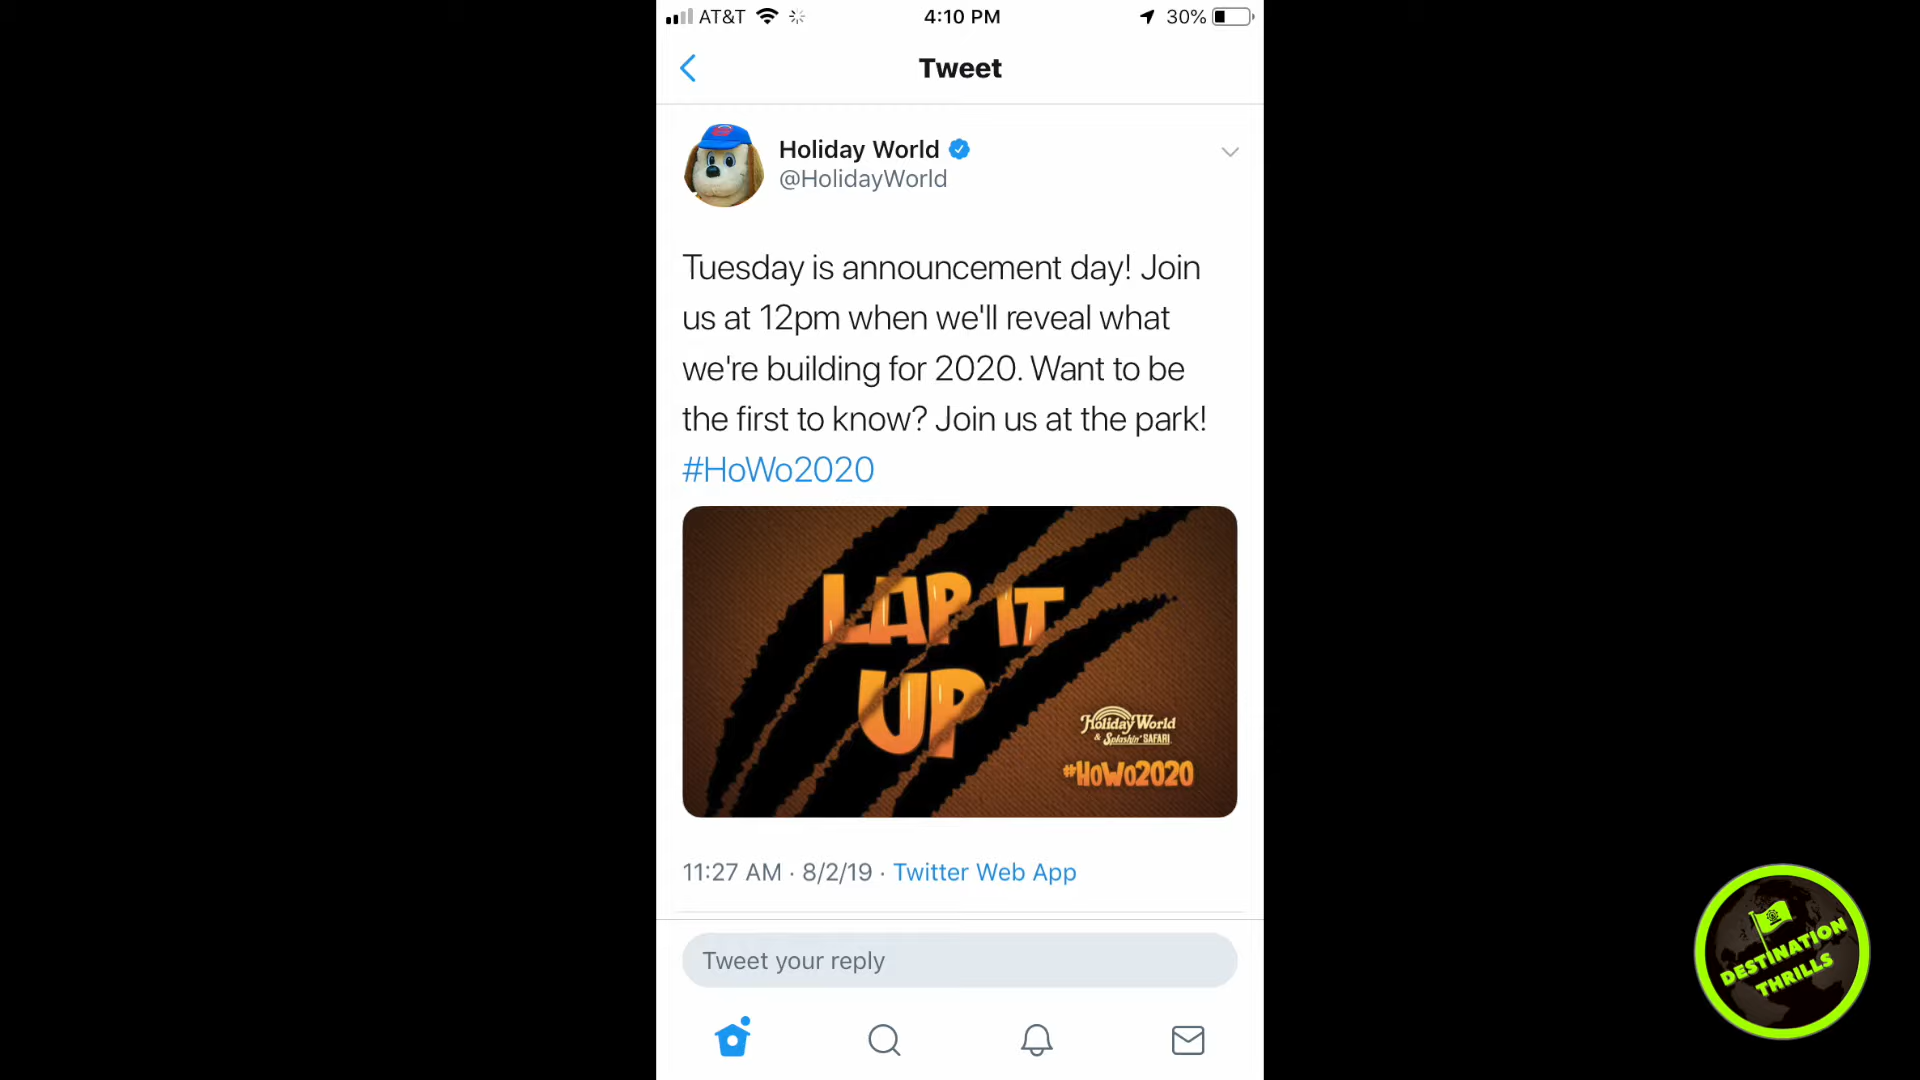 AT&T
4:10 PM
30%
Tweet
Holiday World
@HolidayWorld
Tuesday is announcement day! Join
us at 12pm when we'll reveal what
we're building for 2020. Want to be
the first to know? Join us at the park!
#HoWo2020
LAP IT
UP
Holiday World
& Splashin' SAFARI
#HoWo2020
11:27 AM · 8/2/19 · Twitter Web App
Tweet your reply
DESTINATION
THRILLS